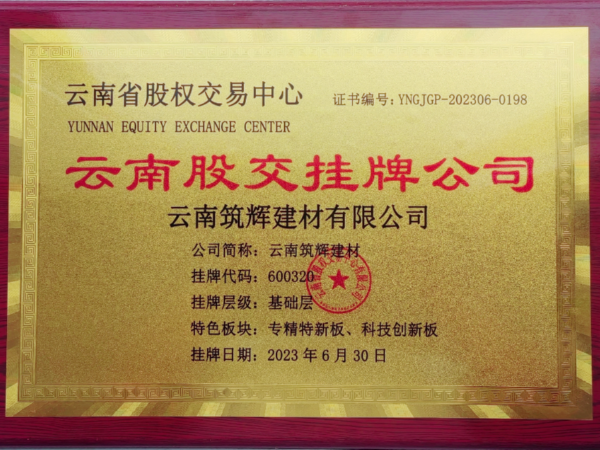 云南省股权交易中心
证书编号：YNGJGP-202306-0198
YUNNAN EQUITY EXCHANGE CENTER
云南股交挂牌公司
云南筑辉建材有限公司
公司简称：云南筑辉建材
挂牌代码：600320
挂牌层级：基础层
特色板块：专精特新板、科技创新板
挂牌日期：2023年6月30日